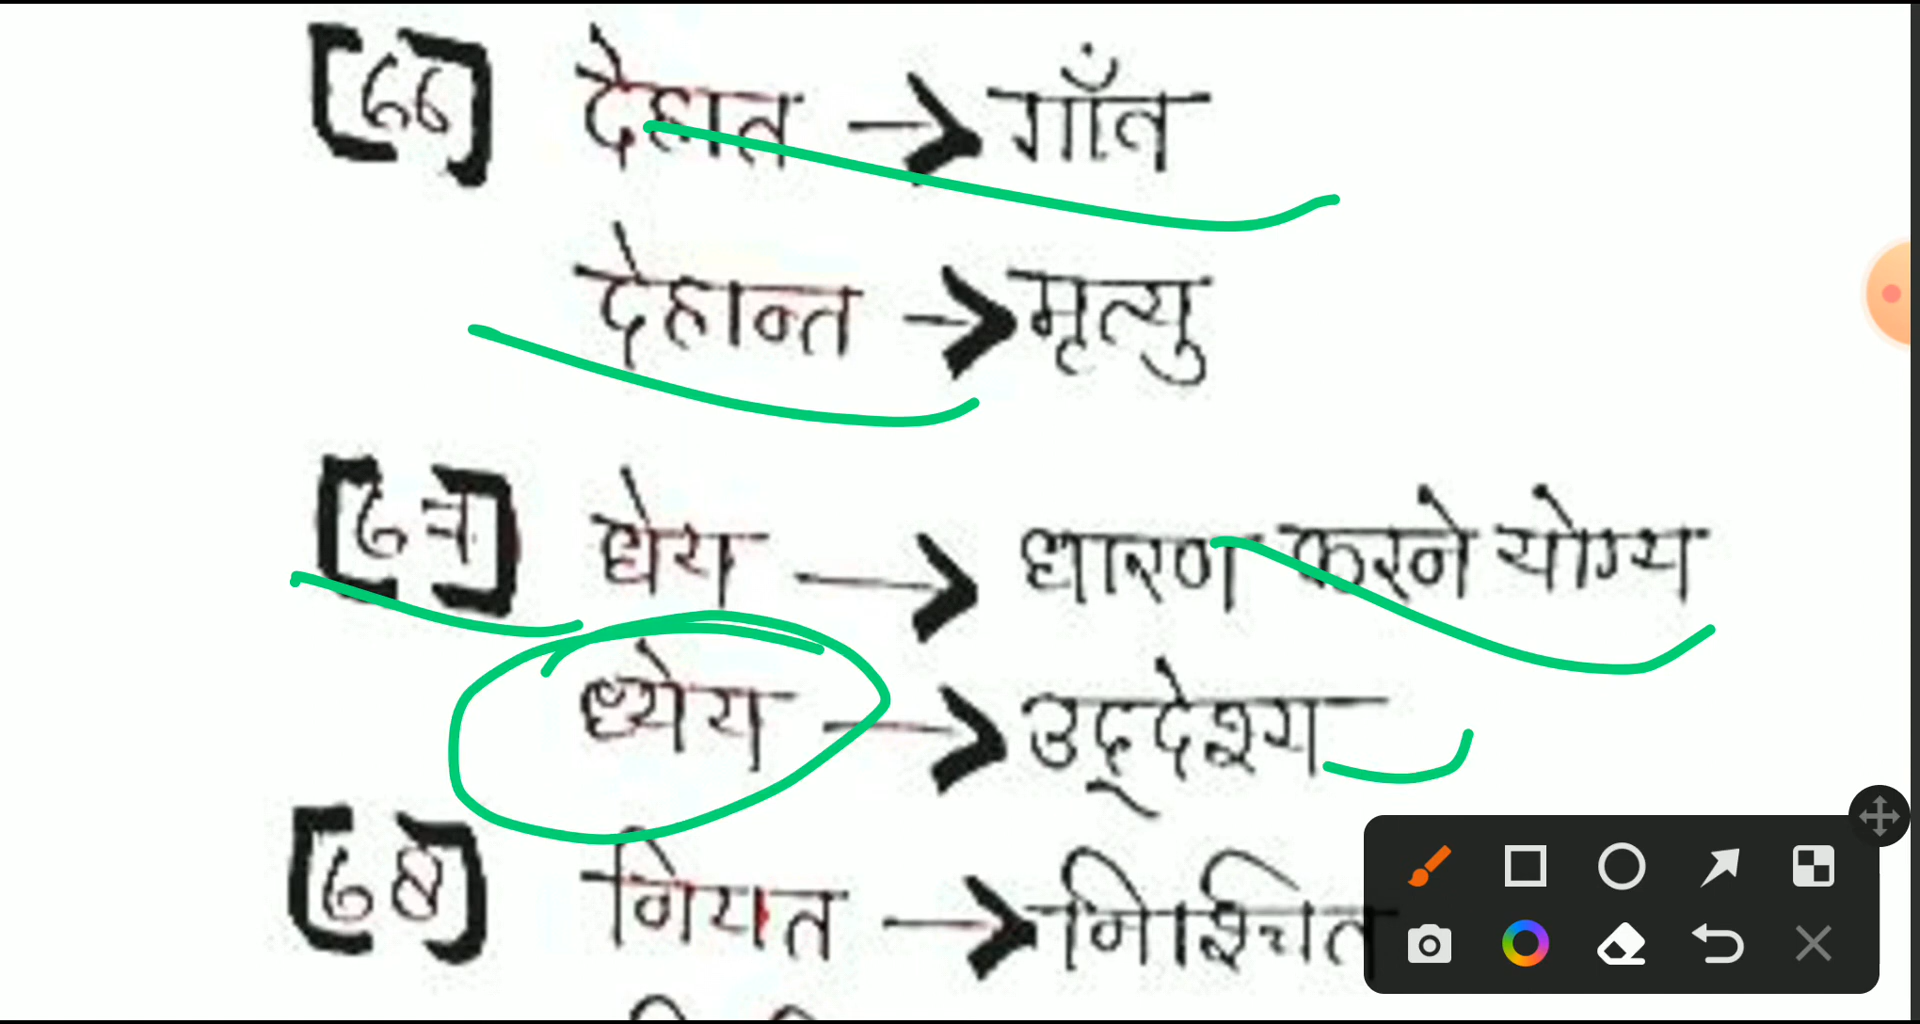 [66] देहात → गाँव
देहान्त → मृत्यु
[67] धेय → धारण करने योग्य
ध्येय → उद्देश्य
[68] नियत → निश्चित